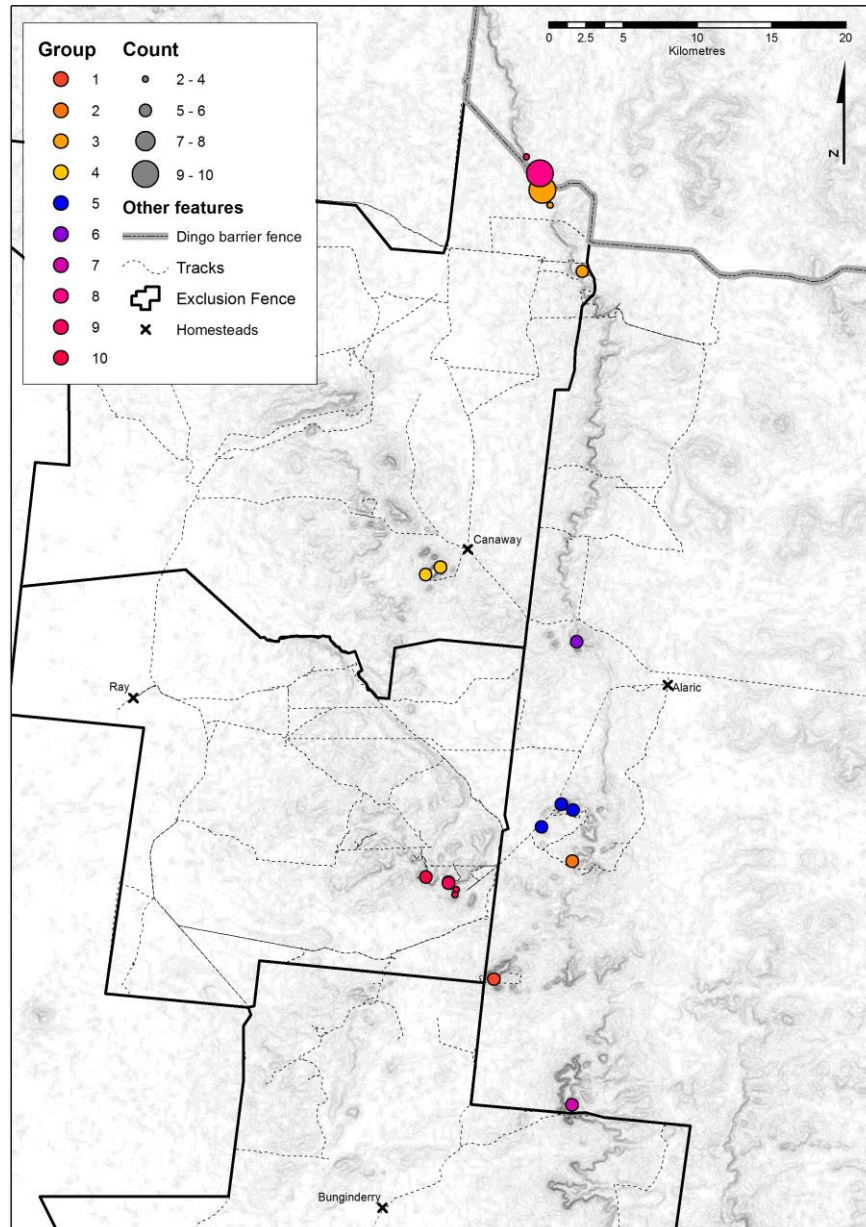 Group Count
1 2 - 4
2 5 - 6
3 7 - 8
4 9 - 10
5 Other features
6 Dingo barrier fence
7 Tracks
8 Exclusion Fence
9 Homesteads
10
0 2.5 5 10 15 20
Kilometres
N
Canaway
Ray
Alaric
Bunginderry